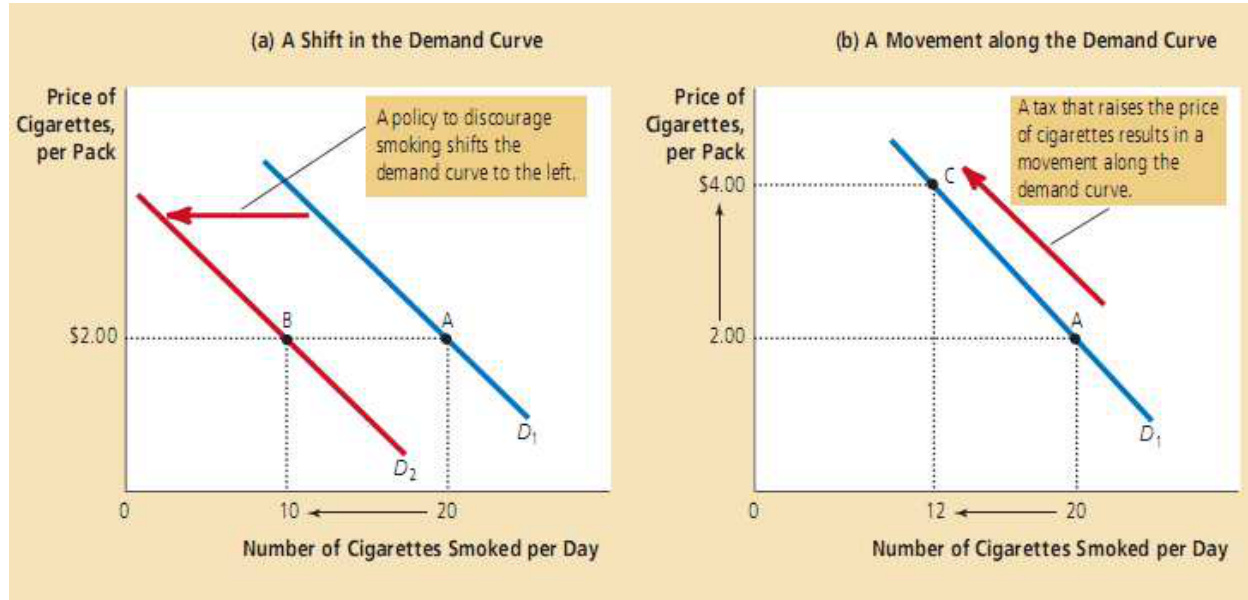 (a) A Shift in the Demand Curve
Price of
Cigarettes,
per Pack
A policy to discourage
smoking shifts the
demand curve to the left.
$2.00
B
A
D₁
D₂
0
10
20
Number of Cigarettes Smoked per Day
(b) A Movement along the Demand Curve
Price of
Cigarettes,
per Pack
A tax that raises the price
of cigarettes results in a
movement along the
demand curve.
$4.00
C
2.00
A
D₁
0
12
20
Number of Cigarettes Smoked per Day